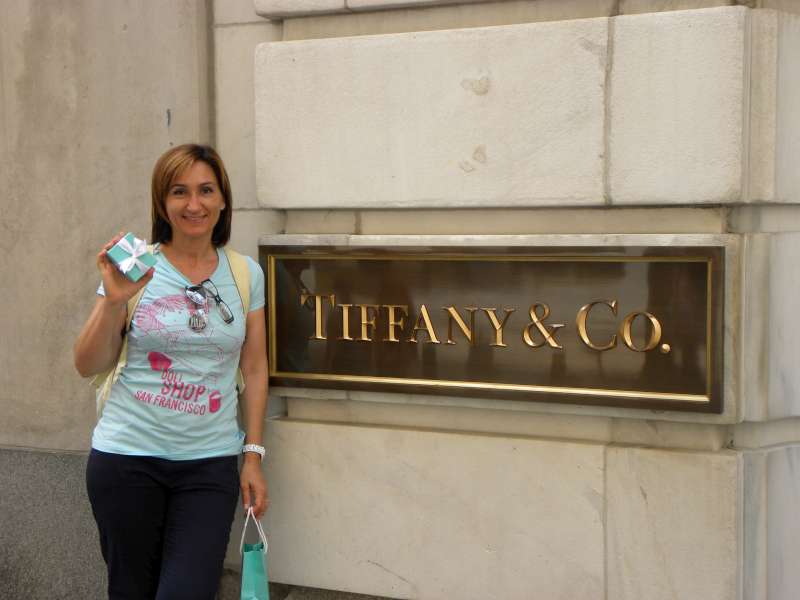 TIFFANY & CO.
DOLL
SHOP
SAN FRANCISCO